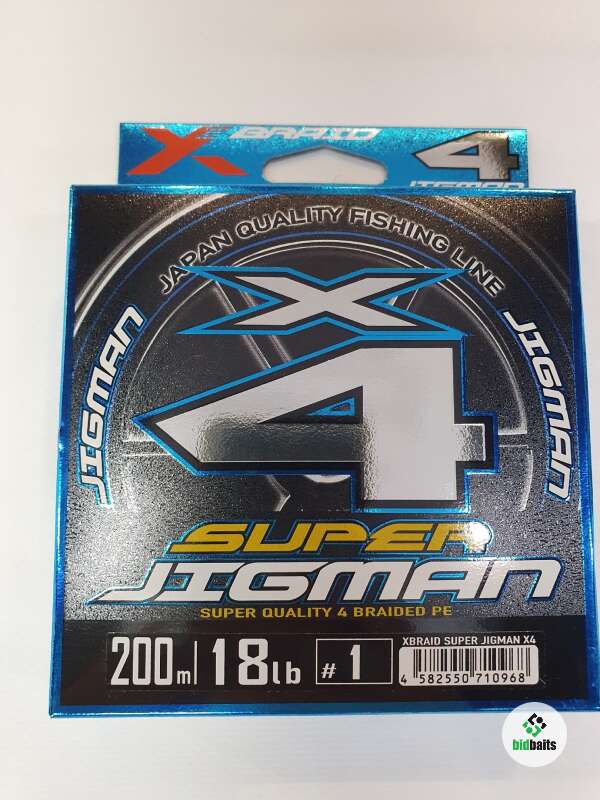 X BRAID
4
JIGMAN
JAPAN QUALITY FISHING LINE
JIGMAN
JIGMAN
X
4
SUPER
JIGMAN
SUPER QUALITY 4 BRAIDED PE
200m 18lb #1
XBRAID SUPER JIGMAN X4
4 582550 710968
bidbaits